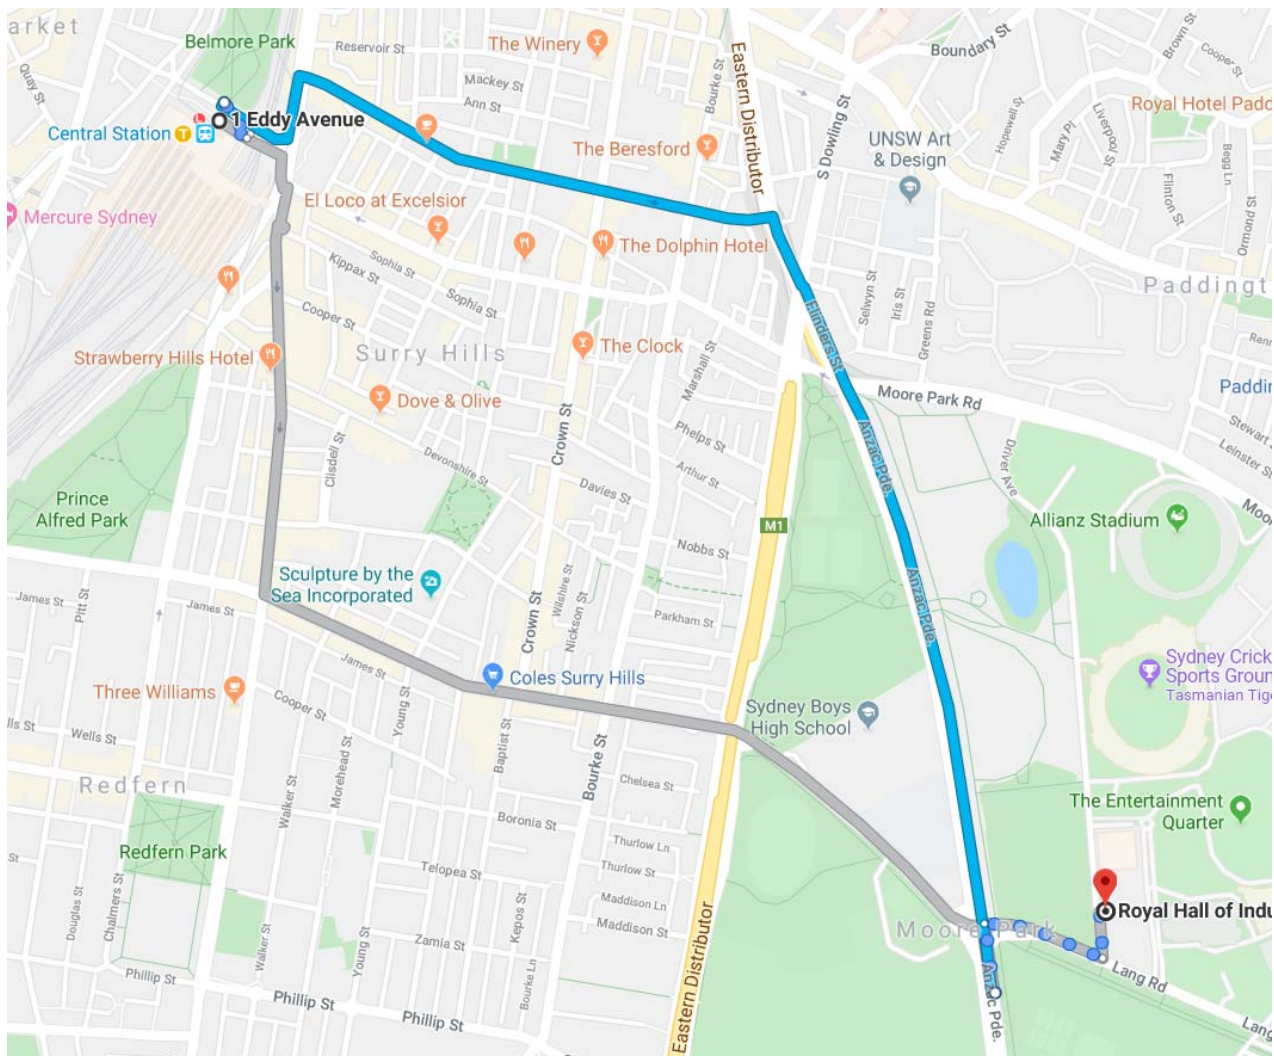 arket
Belmore Park
Reservoir St
The Winery
Eastern Distributor
Boundary St
Brown St
Cooper St
Quay St
Mackey St
Ann St
Bourke St
S Dowling St
Hopewell St
Mary Pl
Liverpool St
Royal Hotel Padd
1 Eddy Avenue
L
Central Station
T
The Beresford
UNSW Art
& Design
Begg Ln
Flinton St
Ormond St
Mercure Sydney
El Loco at Excelsior
The Dolphin Hotel
Kippax St
Sophia St
Sophia St
Selwyn St
Iris St
Greens Rd
Paddingt
Cooper St
Flinders St
Strawberry Hills Hotel
Surry Hills
The Clock
Marshall St
Renn
Paddin
Dove & Olive
Crown St
Moore Park Rd
Stewart
Leinster St
Clisdell St
Devonshire St
Phelps St
Arthur St
Anzac Pde.
Driver Ave
Moor
Prince
Alfred Park
Davies St
M1
Allianz Stadium
Nobbs St
Sculpture by the
Sea Incorporated
Wilshire St
Nickson St
Anzac Pde.
James St
Pitt St
James St
Crown St
Parkham St
James St
Coles Surry Hills
Sydney Crick
Sports Groun
Tasmanian Tige
Three Williams
Cooper St
Young St
Sydney Boys
High School
lls St
Wells St
Baptist St
Bourke St
Redfern
Walker St
Morehead St
Chelsea St
The Entertainment
Quarter
Boronia St
Redfern Park
Thurlow Ln
St
Telopea St
Thurlow St
Douglas St
Chalmers St
Maddison Ln
Maddison St
Kepos St
Royal Hall of Indu
Walker St
Young St
Zamia St
Moore Park
Eastern Distributor
Bourke Ln
Lang Rd
Phillip St
Phillip St
Phillip St
Anzac Pde.
Lang